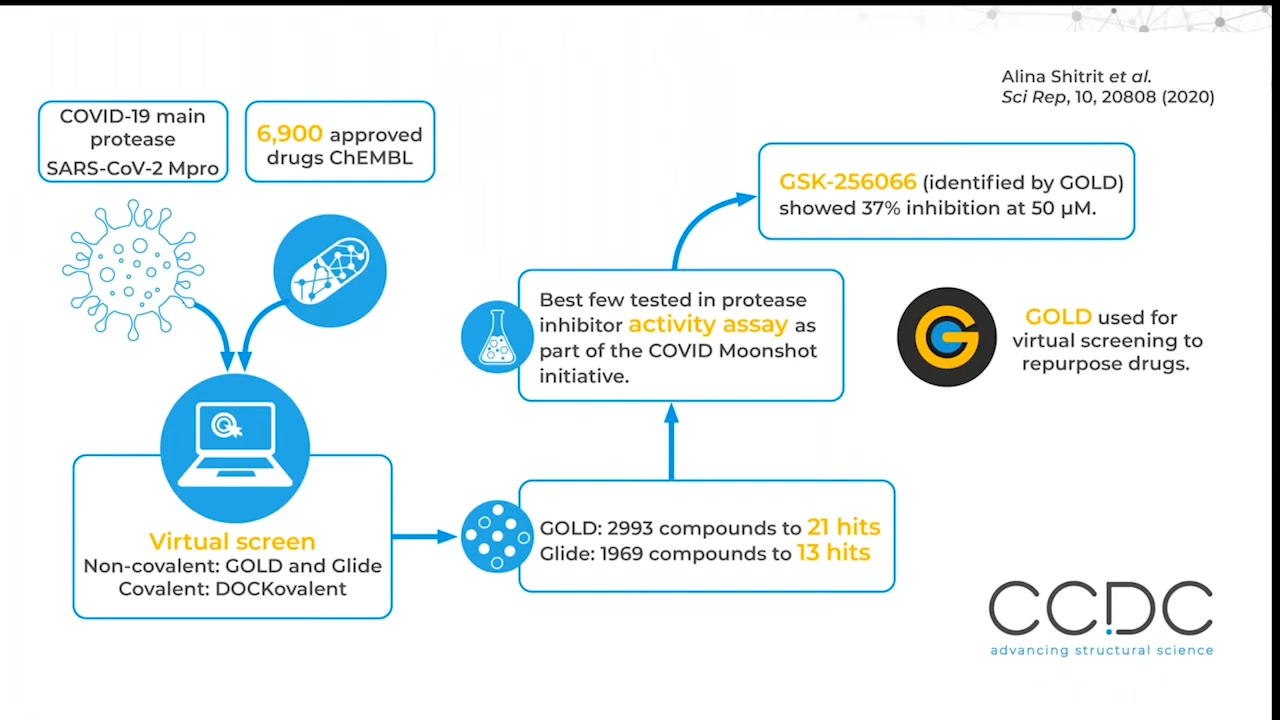 Alina Shitrit et al.
Sci Rep, 10, 20808 (2020)
COVID-19 main
protease
SARS-CoV-2 Mpro
6,900 approved
drugs ChEMBL
GSK-256066 (identified by GOLD)
showed 37% inhibition at 50 µM.
Best few tested in protease
inhibitor activity assay as
part of the COVID Moonshot
initiative.
GOLD used for
virtual screening to
repurpose drugs.
Virtual screen
Non-covalent: GOLD and Glide
Covalent: DOCKovalent
GOLD: 2993 compounds to 21 hits
Glide: 1969 compounds to 13 hits
CCDC
advancing structural science